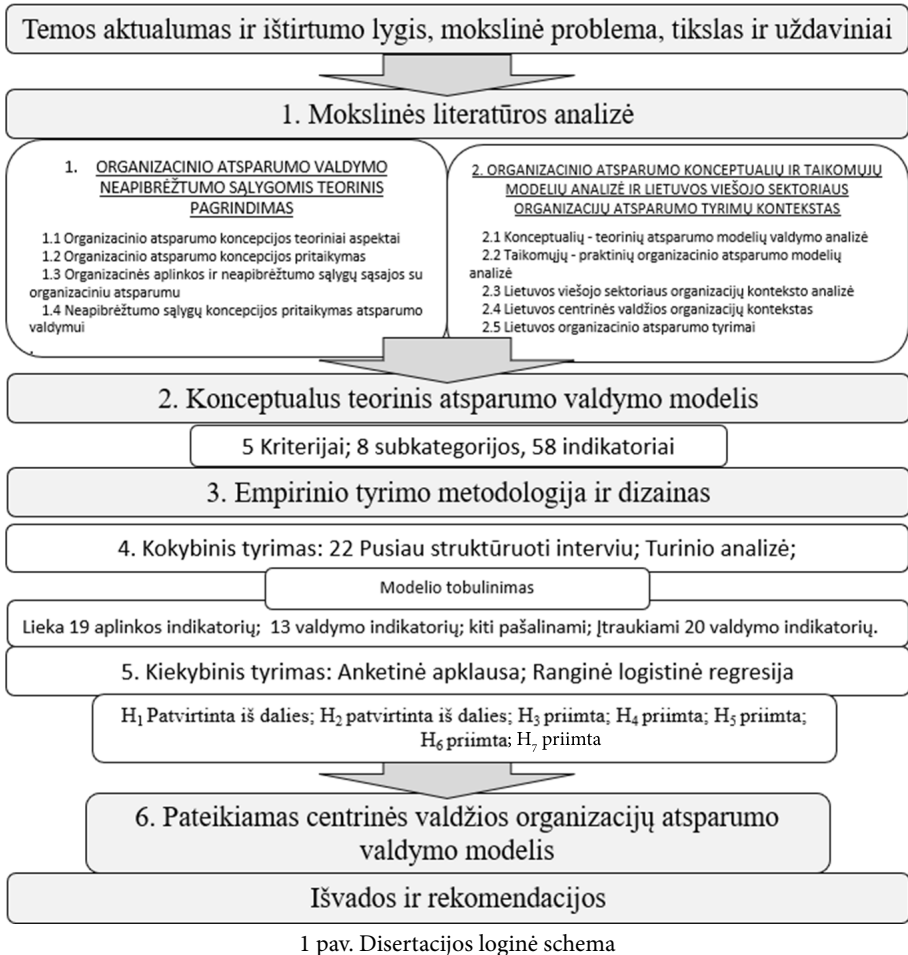 Temos aktualumas ir ištirtumo lygis, mokslinė problema, tikslas ir uždaviniai
1. Mokslinės literatūros analizė
1. ORGANIZACINIO ATSPARUMO VALDYMO
NEAPIBRĖŽTUMO SĄLYGOMIS TEORINIS
PAGRINDIMAS
1.1 Organizacinio atsparumo koncepcijos teoriniai aspektai
1.2 Organizacinio atsparumo koncepcijos pritaikymas
1.3 Organizacinės aplinkos ir neapibrėžtumo sąlygų sąsajos su
organizaciniu atsparumu
1.4 Neapibrėžtumo sąlygų koncepcijos pritaikymas atsparumo
valdymui
.
2. ORGANIZACINIO ATSPARUMO KONCEPTUALIŲ IR TAIKOMŲJŲ
MODELIŲ ANALIZĖ IR LIETUVOS VIEŠOJO SEKTORIAUS
ORGANIZACIJŲ ATSPARUMO TYRIMŲ KONTEKSTAS
2.1 Konceptualių - teorinių atsparumo modelių valdymo analizė
2.2 Taikomųjų - praktinių organizacinio atsparumo modelių
analizė
2.3 Lietuvos viešojo sektoriaus organizacijų konteksto analizė
2.4 Lietuvos centrinės valdžios organizacijų kontekstas
2.5 Lietuvos organizacinio atsparumo tyrimai
2. Konceptualus teorinis atsparumo valdymo modelis
5 Kriterijai; 8 subkategorijos, 58 indikatoriai
3. Empirinio tyrimo metodologija ir dizainas
4. Kokybinis tyrimas: 22 Pusiau struktūruoti interviu; Turinio analizė;
Modelio tobulinimas
Lieka 19 aplinkos indikatorių; 13 valdymo indikatorių; kiti pašalinami; Įtraukiami 20 valdymo indikatorių.
5. Kiekybinis tyrimas: Anketinė apklausa; Ranginė logistinė regresija
H₁ Patvirtinta iš dalies; H₂ patvirtinta iš dalies; H₃ priimta; H₄ priimta; H₅ priimta;
H₆ priimta; H₇ priimta
6. Pateikiamas centrinės valdžios organizacijų atsparumo
valdymo modelis
Išvados ir rekomendacijos
1 pav. Disertacijos loginė schema